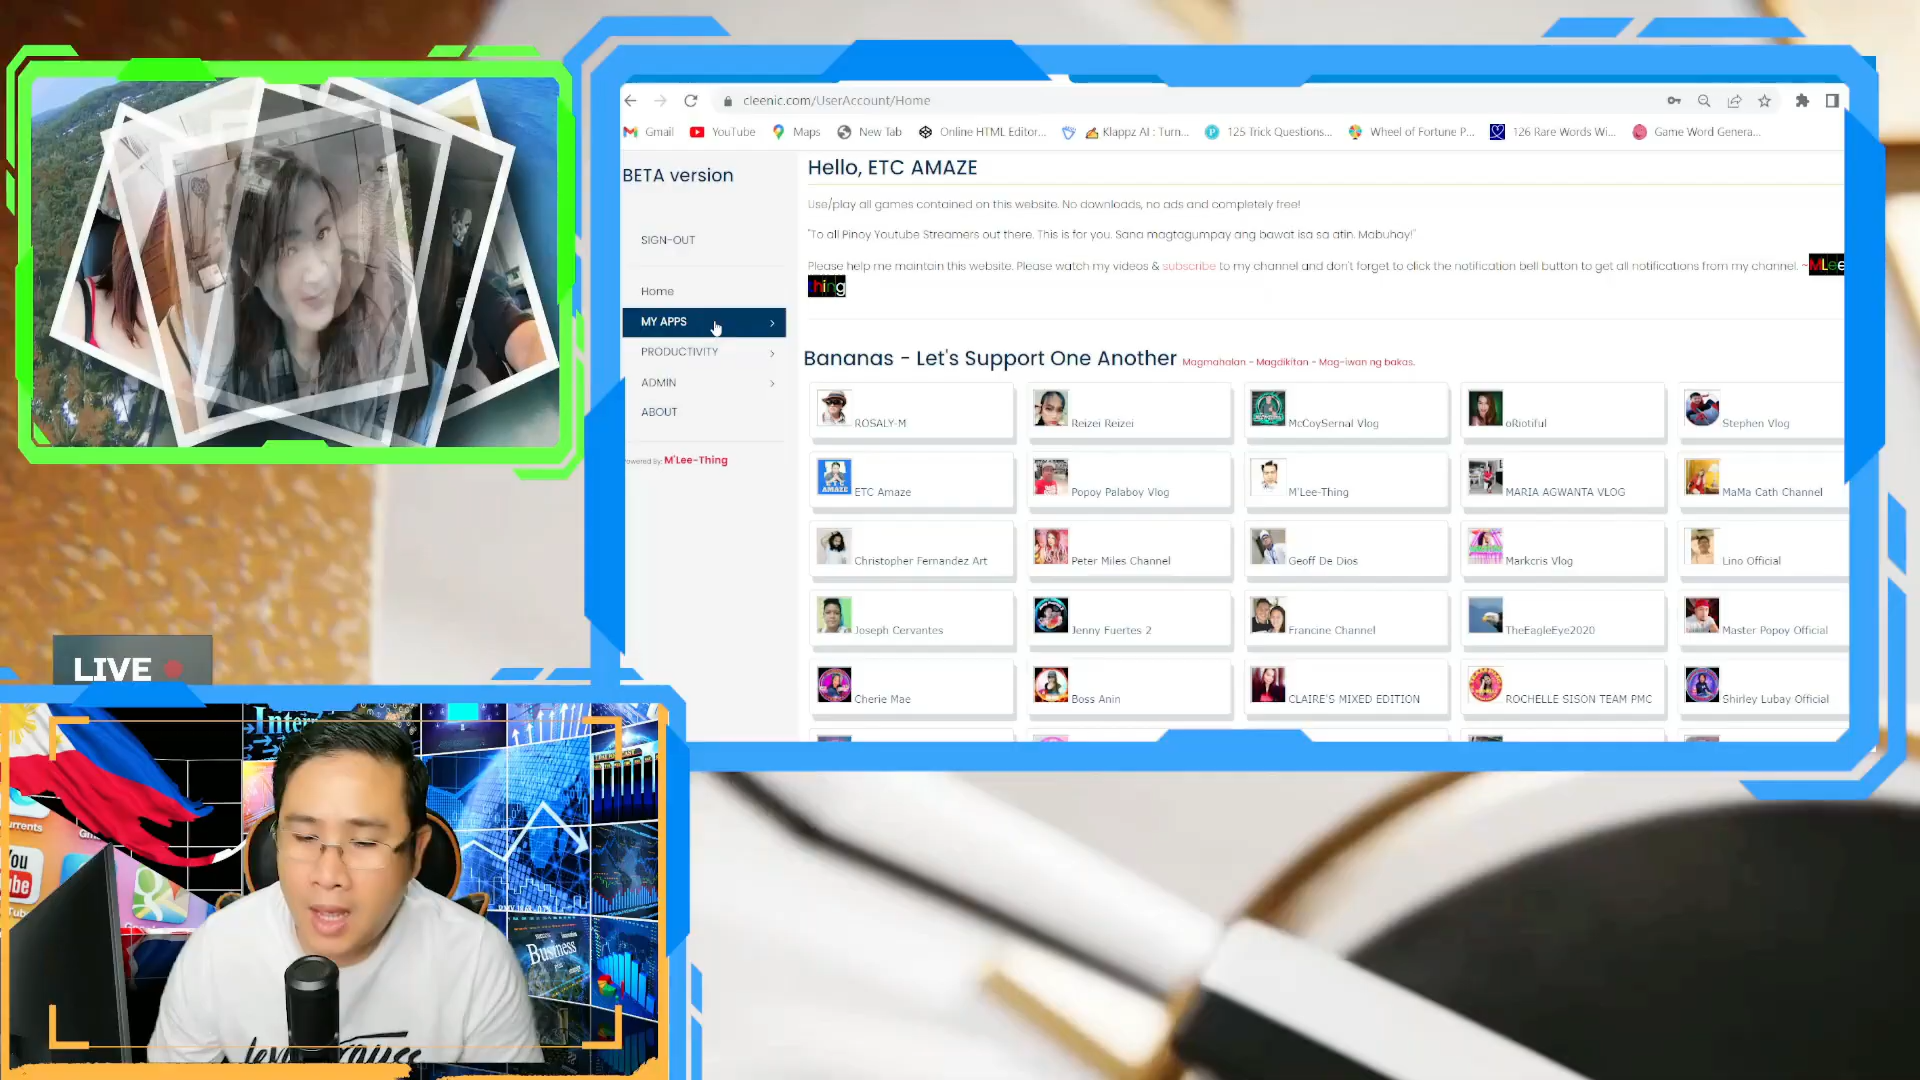 cleenic.com/UserAccount/Home
Gmail
YouTube
Maps
New Tab
Online HTML Editor...
Klappz AI : Turn...
125 Trick Questions...
Wheel of Fortune P...
126 Rare Words Wi...
Game Word Genera...
BETA version
SIGN-OUT
Home
MY APPS
PRODUCTIVITY
ADMIN
ABOUT
Powered By: M'Lee-Thing
Hello, ETC AMAZE
Use/play all games contained on this website. No downloads, no ads and completely free!
"To all Pinoy Youtube Streamers out there. This is for you. Sana magtagumpay ang bawat isa sa atin. Mabuhay!"
Please help me maintain this website. Please watch my videos & subscribe to my channel and don't forget to click the notification bell button to get all notifications from my channel. ~MLee
hing
Bananas - Let's Support One Another Magmahalan - Magdikitan - Mag-iwan ng bakas.
ROSALY-M
Reizei Reizei
McCoySernal Vlog
oRiotiful
Stephen Vlog
ETC AMAZE
ETC Amaze
Popoy Palaboy Vlog
M'Lee-Thing
MARIA AGWANTA VLOG
MaMa Cath Channel
Christopher Fernandez Art
Peter Miles Channel
Geoff De Dios
Markcris Vlog
Lino Official
Joseph Cervantes
Jenny Fuertes 2
Francine Channel
TheEagleEye2020
Master Popoy Official
Cherie Mae
Boss Anin
CLAIRE'S MIXED EDITION
ROCHELLE SISON TEAM PMC
Shirley Lubay Official
LIVE
Inter
Business